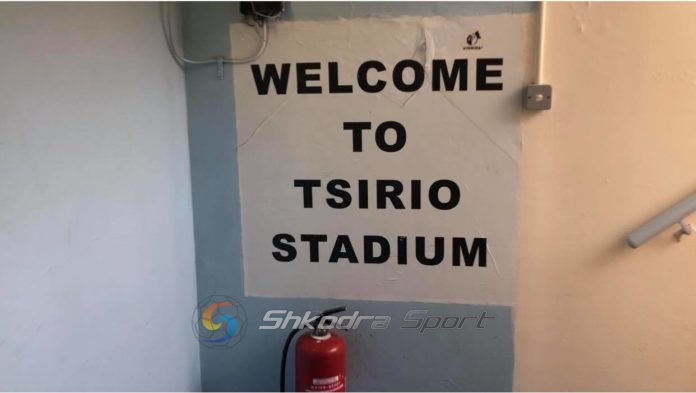 WELCOME
TO
TSIRIO
STADIUM
Shkodra Sport